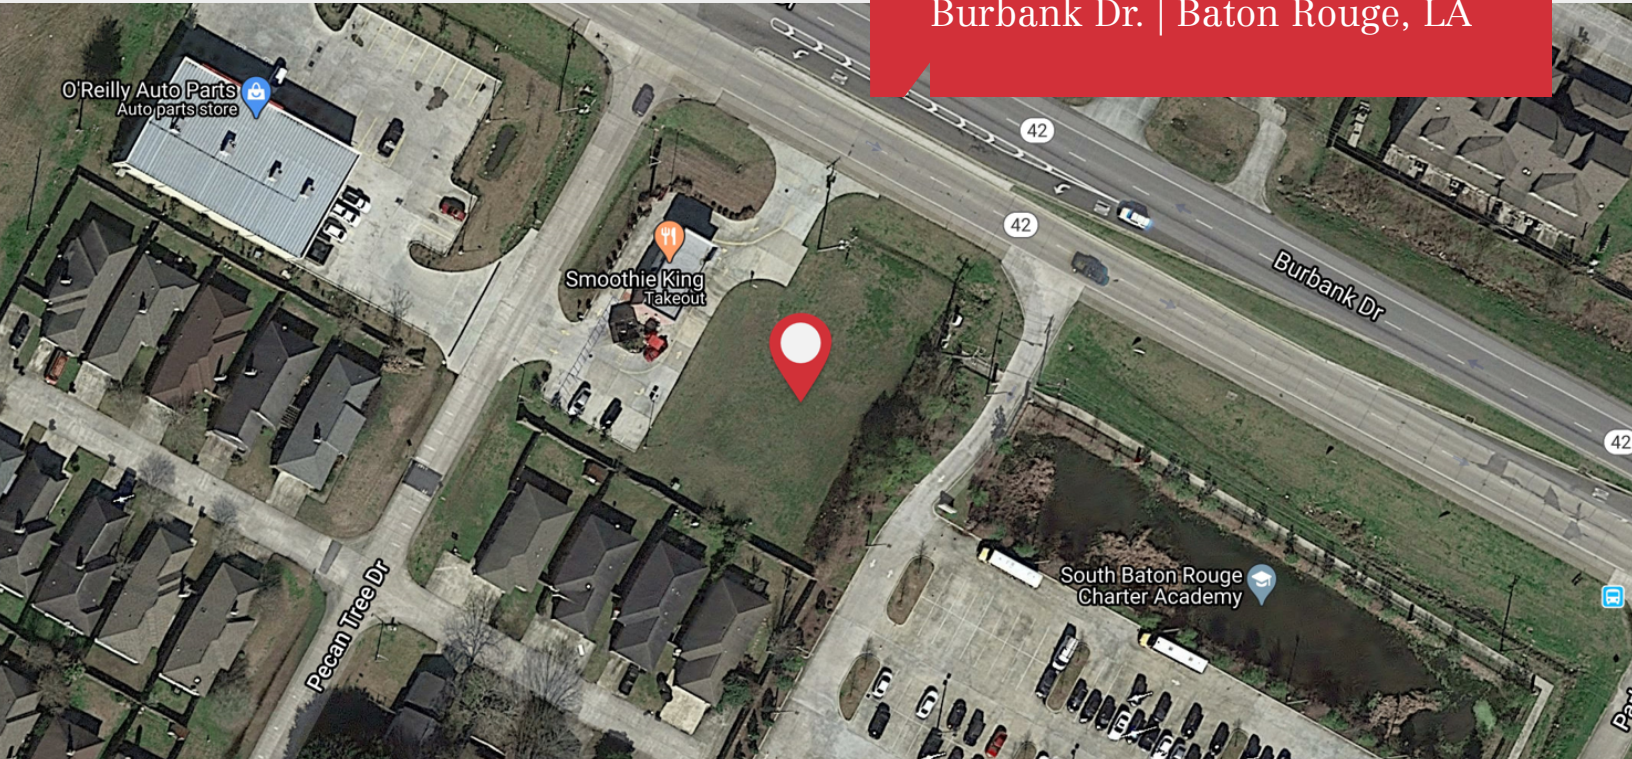 Burbank Dr. | Baton Rouge, LA
O'Reilly Auto Parts
Auto parts store
42
42
Burbank Dr
Smoothie King
Takeout
42
South Baton Rouge
Charter Academy
Pecan Tree Dr